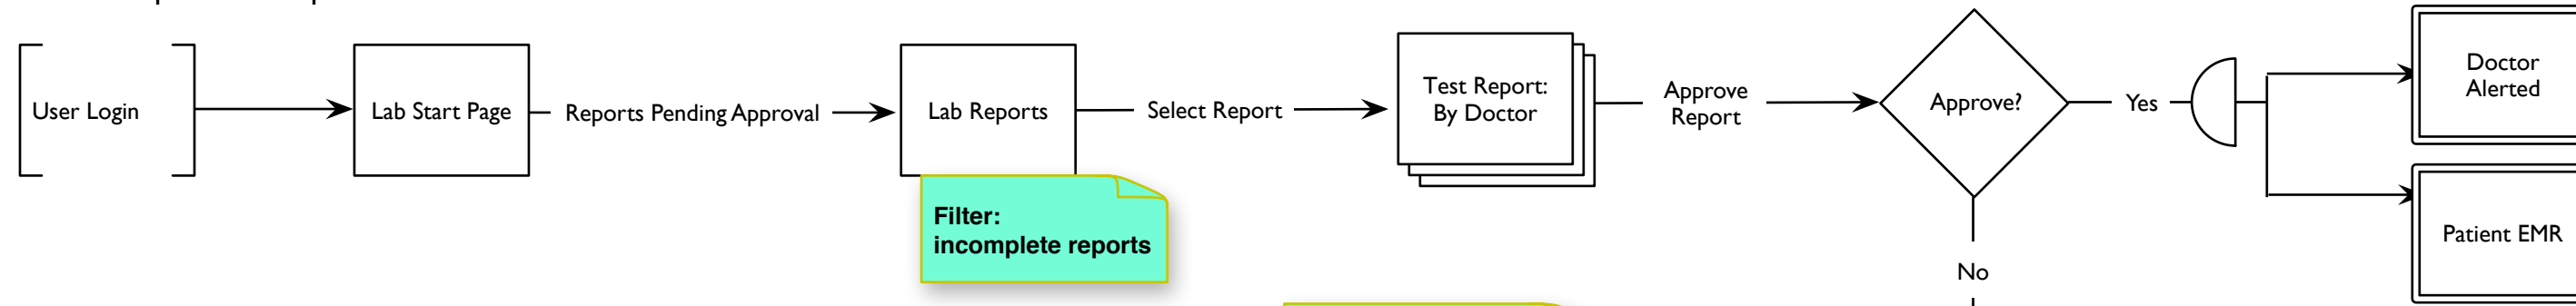 User Login
Lab Start Page
Reports Pending Approval
Lab Reports
Select Report
Test Report:
By Doctor
Approve
Report
Approve?
Yes
Doctor
Alerted
Patient EMR
Filter:
incomplete reports
No